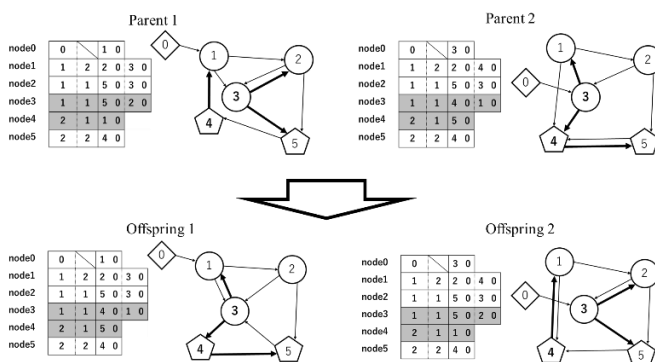 Parent 1
node0 0 1 0
node1 1 2 2 0 3 0
node2 1 1 5 0 3 0
node3 1 1 5 0 2 0
node4 2 1 1 0
node5 2 2 4 0
0
1
2
3
4
5
Parent 2
node0 0 3 0
node1 1 2 2 0 4 0
node2 1 1 5 0 3 0
node3 1 1 4 0 1 0
node4 2 1 5 0
node5 2 2 4 0
1
2
0
3
4
5
Offspring 1
node0 0 1 0
node1 1 2 2 0 3 0
node2 1 1 5 0 3 0
node3 1 1 4 0 1 0
node4 2 1 5 0
node5 2 2 4 0
0
1
2
3
4
5
Offspring 2
node0 0 3 0
node1 1 2 2 0 4 0
node2 1 1 5 0 3 0
node3 1 1 5 0 2 0
node4 2 1 1 0
node5 2 2 4 0
1
2
0
3
4
5